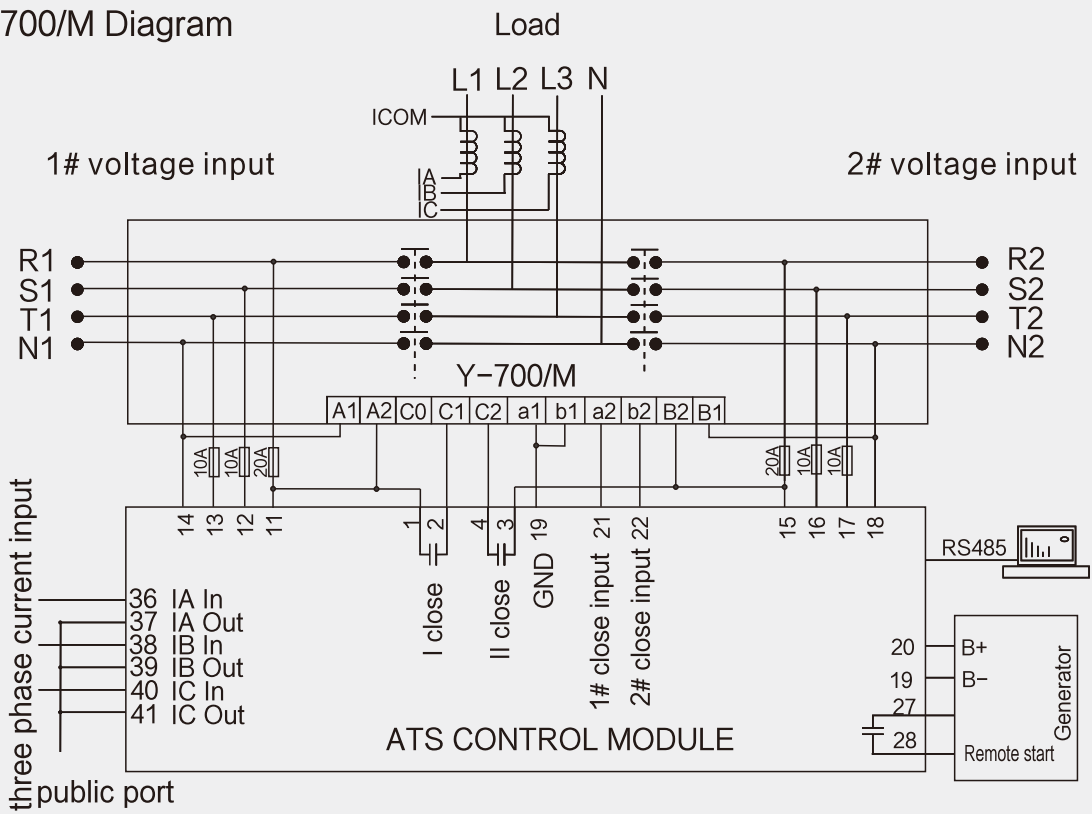 700/M Diagram
Load
L1 L2 L3 N
ICOM
1# voltage input
2# voltage input
IA
IB
IC
R1
S1
T1
N1
R2
S2
T2
N2
Y-700/M
A1 A2 C0 C1 C2 a1 b1 a2 b2 B2 B1
10A 10A 20A
20A 10A 10A
14 13 12 11
1 2 4 3 19 21 22
15 16 17 18
I close
II close
GND
1# close input
2# close input
RS485
three phase current input
36 IA In
37 IA Out
38 IB In
39 IB Out
40 IC In
41 IC Out
public port
ATS CONTROL MODULE
20 B+
19 B-
27
28 Remote start
Generator